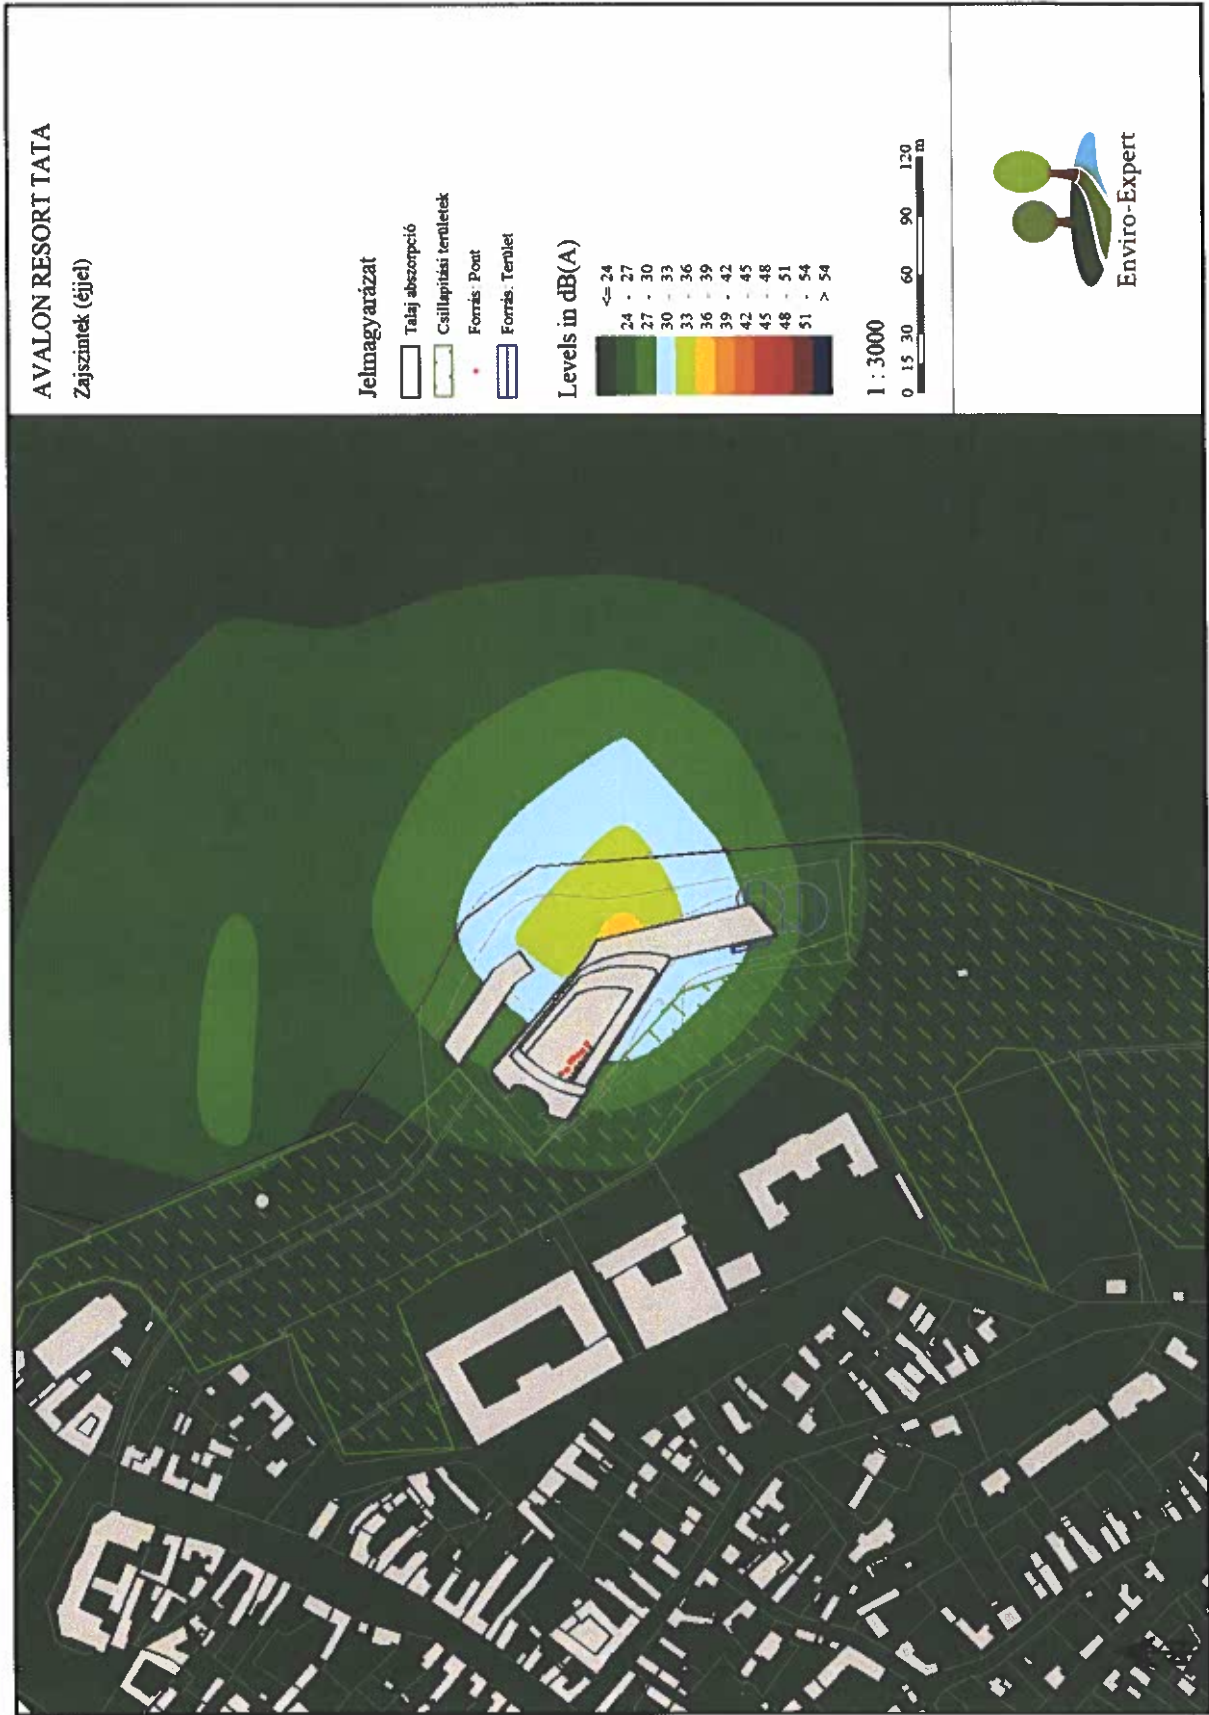 AVALON RESORT TATA
Zajszintek (éjjel)
Jelmagyarázat
Talaj abszorpció
Csillapítási területek
Forrás: Pont
Forrás: Terület
Levels in dB(A)
<= 24
24 - 27
27 - 30
30 - 33
33 - 36
36 - 39
39 - 42
42 - 45
45 - 48
48 - 51
51 - 54
> 54
1 : 3000
0 15 30 60 90 120
m
Enviro-Expert